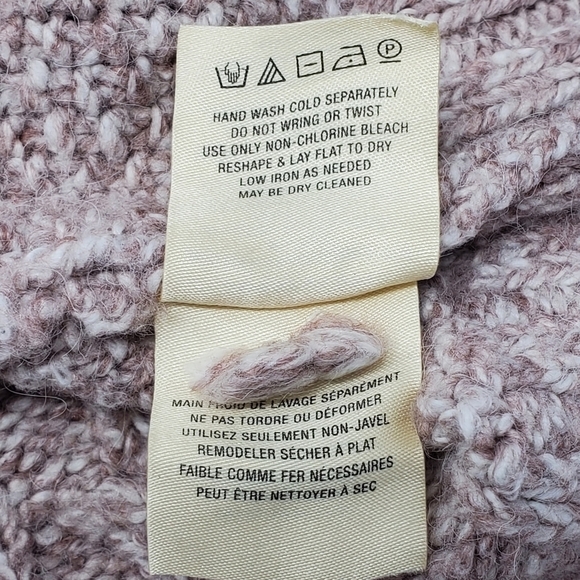 P
HAND WASH COLD SEPARATELY
DO NOT WRING OR TWIST
USE ONLY NON-CHLORINE BLEACH
RESHAPE & LAY FLAT TO DRY
LOW IRON AS NEEDED
MAY BE DRY CLEANED
MAIN FROID DE LAVAGE SÉPARÉMENT
NE PAS TORDRE OU DÉFORMER
UTILISEZ SEULEMENT NON-JAVEL
REMODELER SÉCHER À PLAT
FAIBLE COMME FER NÉCESSAIRES
PEUT ÊTRE NETTOYER À SEC